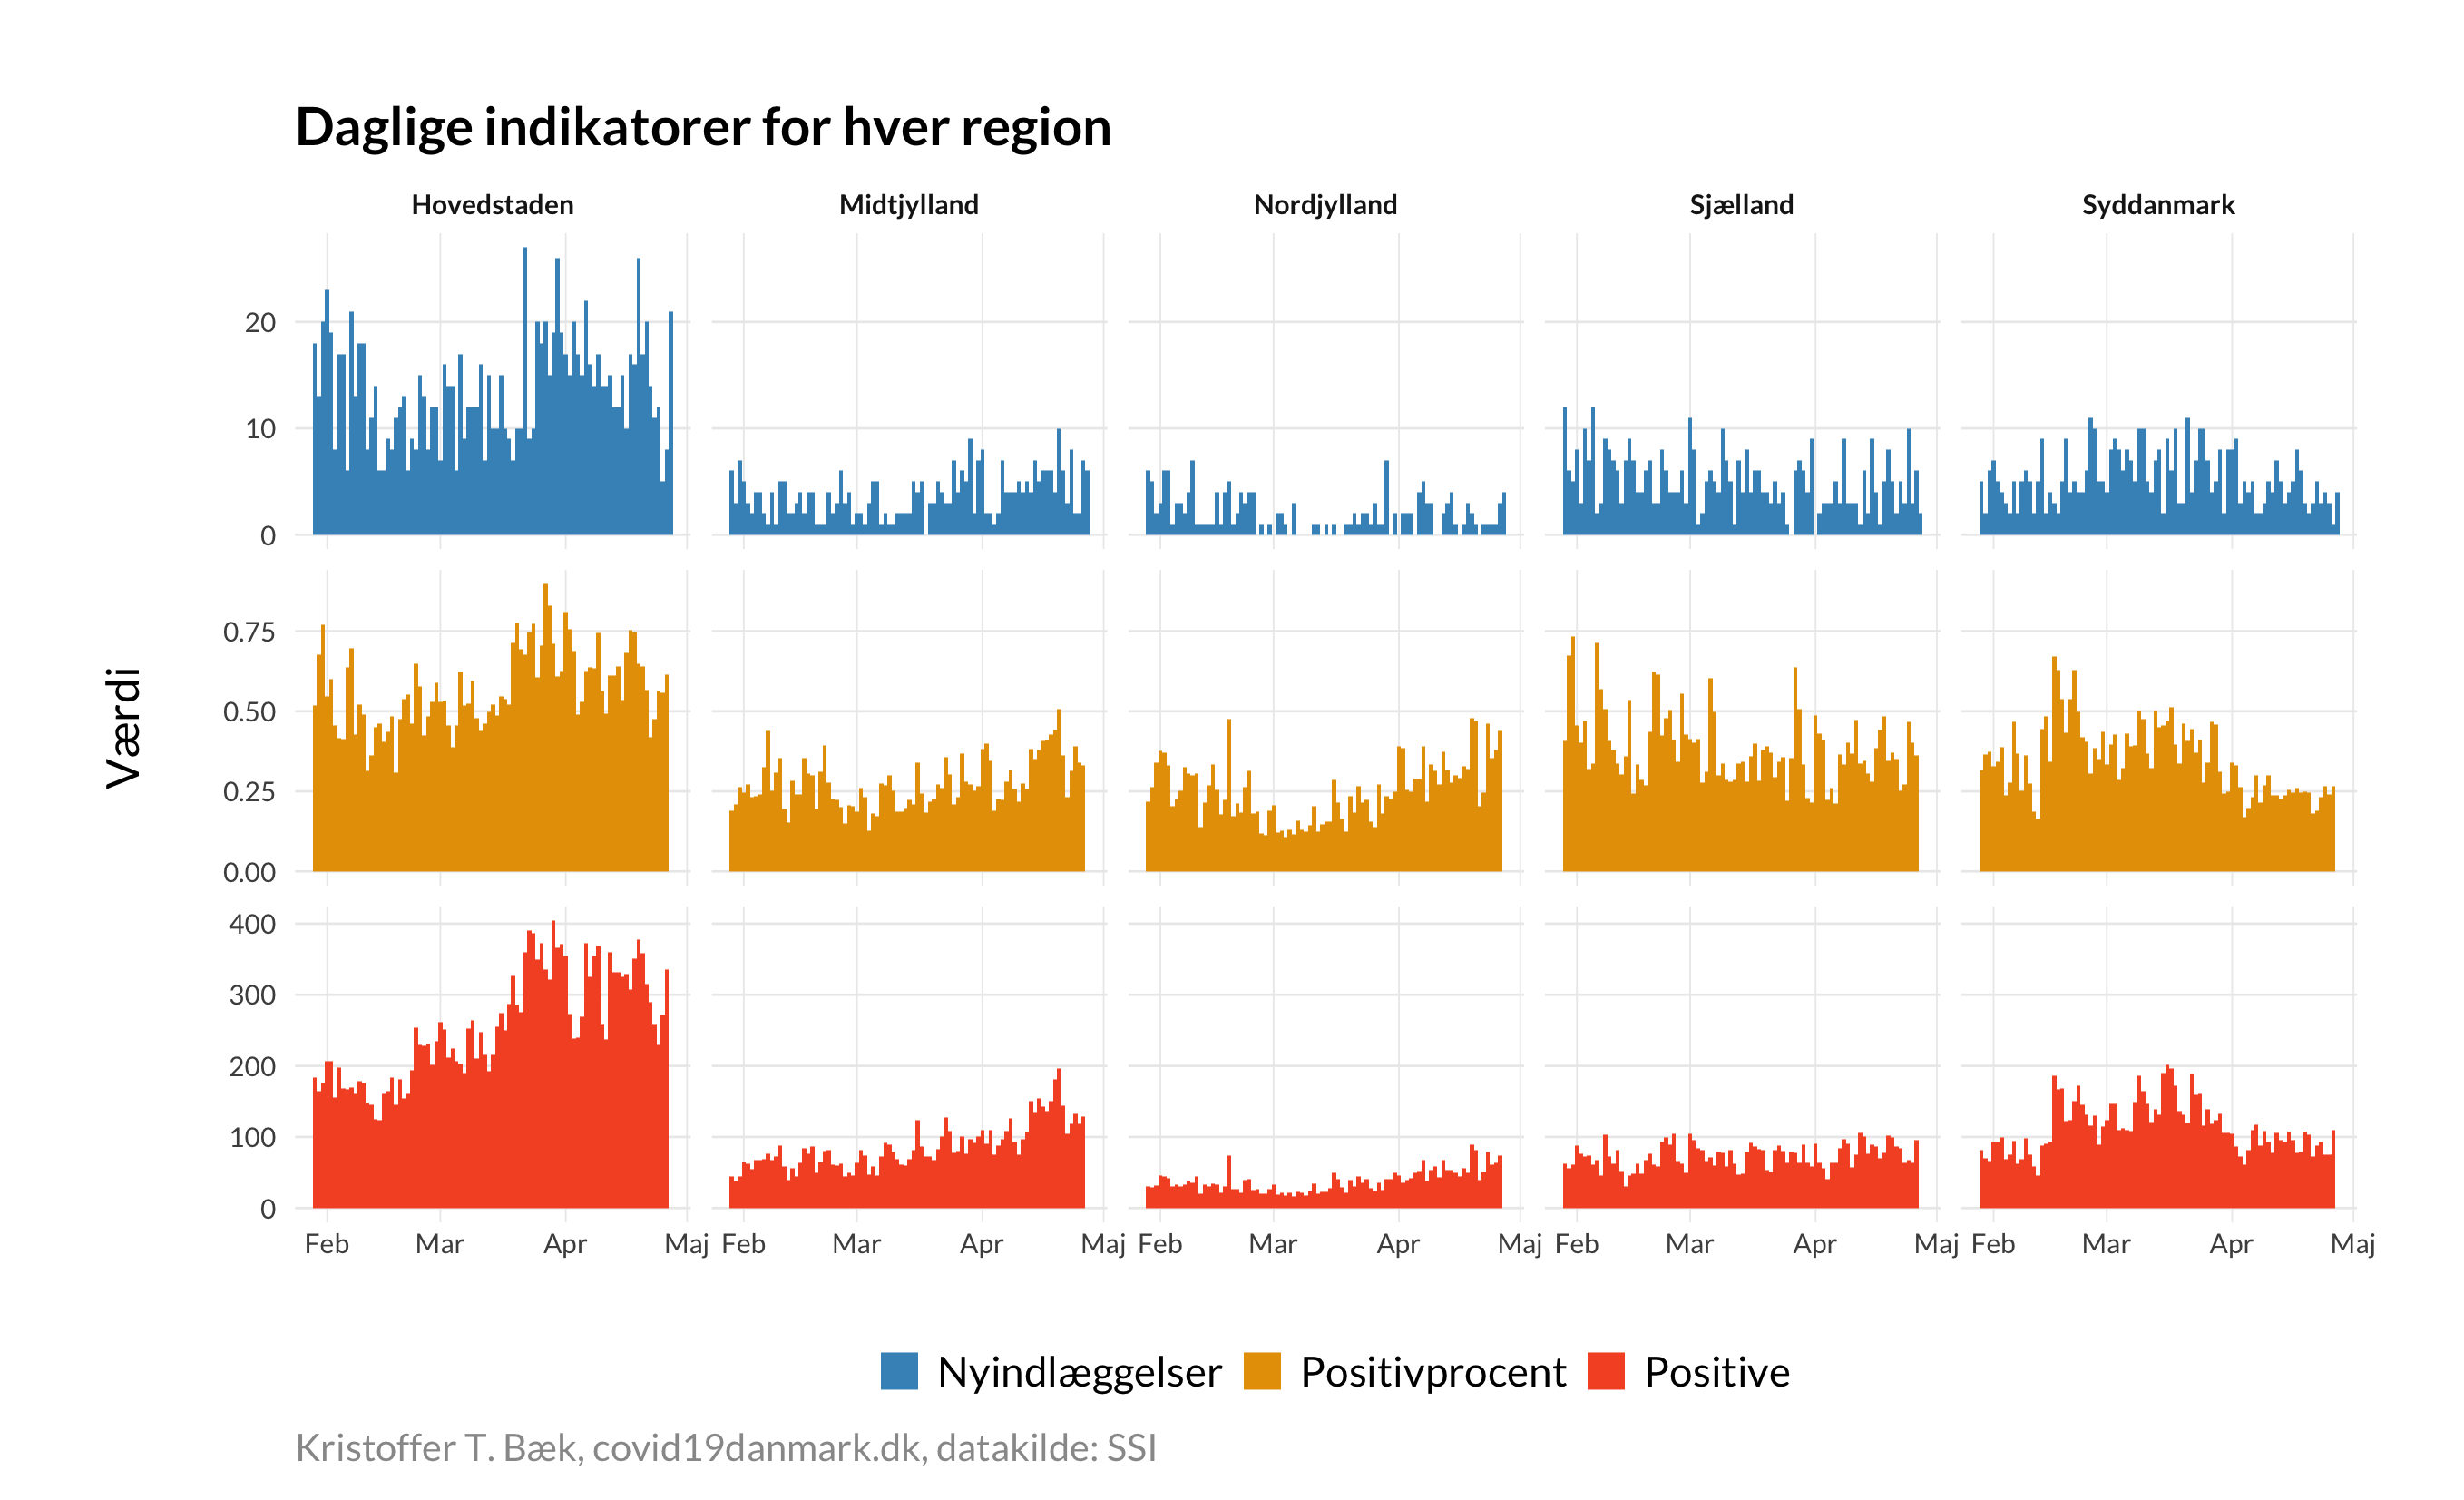 Daglige indikatorer for hver region
Hovedstaden Midtjylland Nordjylland Sjælland Syddanmark
Værdi
20
10
0
0.75
0.50
0.25
0.00
400
300
200
100
0
Feb Mar Apr Maj Feb Mar Apr Maj Feb Mar Apr Maj Feb Mar Apr Maj Feb Mar Apr Maj
Nyindlæggelser Positivprocent Positive
Kristoffer T. Bæk, covid19danmark.dk, datakilde: SSI